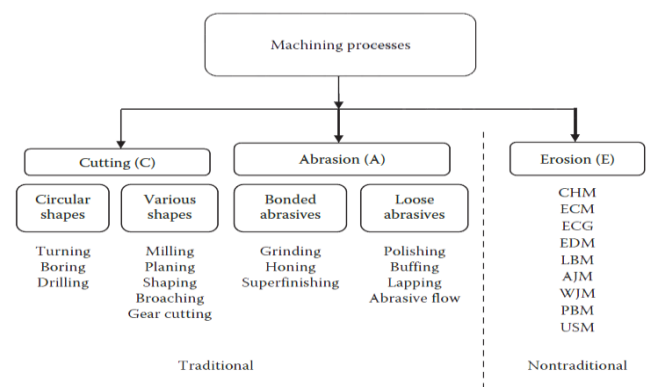 Machining processes
Cutting (C)
Abrasion (A)
Erosion (E)
Circular
shapes
Various
shapes
Bonded
abrasives
Loose
abrasives
Turning
Boring
Drilling
Milling
Planing
Shaping
Broaching
Gear cutting
Grinding
Honing
Superfinishing
Polishing
Buffing
Lapping
Abrasive flow
CHM
ECM
ECG
EDM
LBM
AJM
WJM
PBM
USM
Traditional
Nontraditional